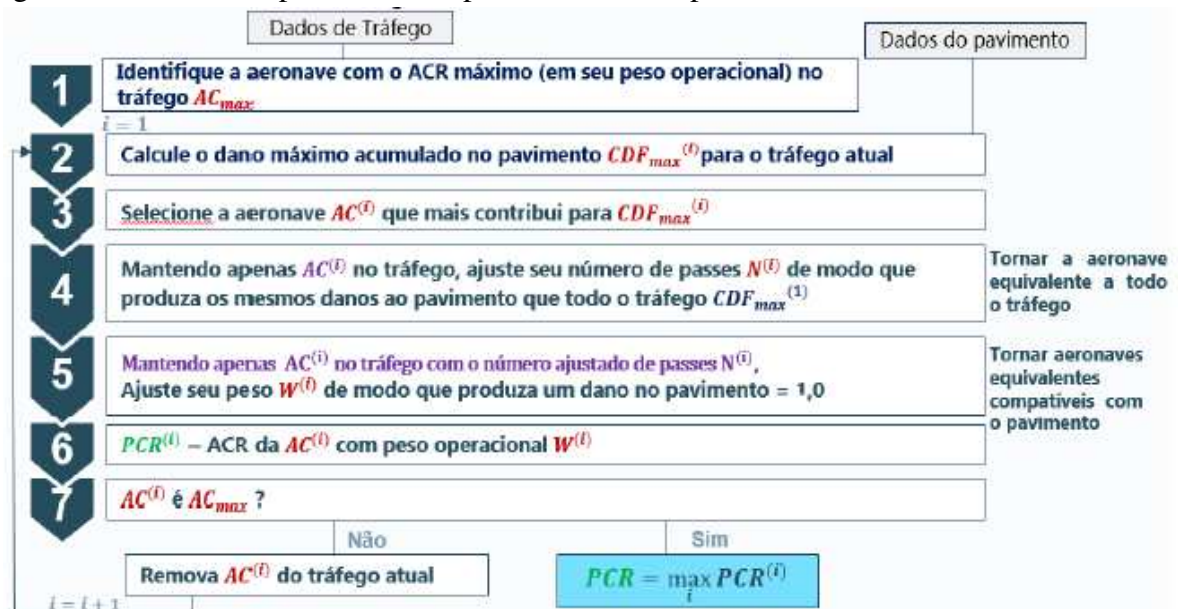 Dados de Tráfego
Dados do pavimento
1
Identifique a aeronave com o ACR máximo (em seu peso operacional) no
tráfego AC_max.
i = 1
2
Calcule o dano máximo acumulado no pavimento CDF_max^(i) para o tráfego atual
3
Selecione a aeronave AC^(i) que mais contribui para CDF_max^(i)
4
Mantendo apenas AC^(i) no tráfego, ajuste seu número de passes N^(i) de modo que
produza os mesmos danos ao pavimento que todo o tráfego CDF_max^(1)
Tornar a aeronave
equivalente a todo
o tráfego
5
Mantendo apenas AC^(i) no tráfego com o número ajustado de passes N^(i),
Ajuste seu peso W^(i) de modo que produza um dano no pavimento = 1,0
Tornar aeronaves
equivalentes
compatíveis com
o pavimento
6
PCR^(i) – ACR da AC^(i) com peso operacional W^(i)
7
AC^(i) é AC_max ?
Não
Sim
Remova AC^(i) do tráfego atual
PCR = max_i PCR^(i)
i = i + 1